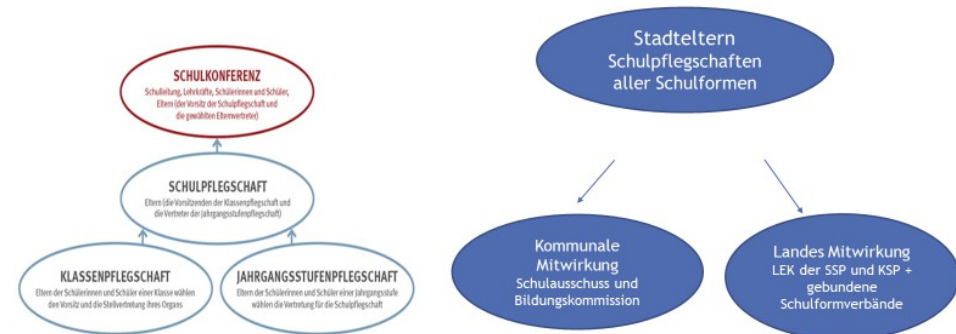 SCHULKONFERENZ
Schulleitung, Lehrkräfte, Schülerinnen und Schüler,
Eltern (der Vorsitz der Schulpflegschaft und
die gewählten Elternvertreter)
SCHULPFLEGSCHAFT
Eltern (die Vorsitzenden der Klassenpflegschaft und
die Vertreter der Jahrgangsstufenpflegschaft)
KLASSENPFLEGSCHAFT
Eltern der Schülerinnen und Schüler einer Klasse wählen
den Vorsitz und die Stellvertretung ihres Organs
JAHRGANGSSTUFENPFLEGSCHAFT
Eltern der Schülerinnen und Schüler einer Jahrgangsstufe
wählen die Vertretung für die Schulpflegschaft
Stadteltern
Schulpflegschaften
aller Schulformen
Kommunale
Mitwirkung
Schulausschuss und
Bildungskommission
Landes Mitwirkung
LEK der SSP und KSP +
gebundene
Schulformverbände